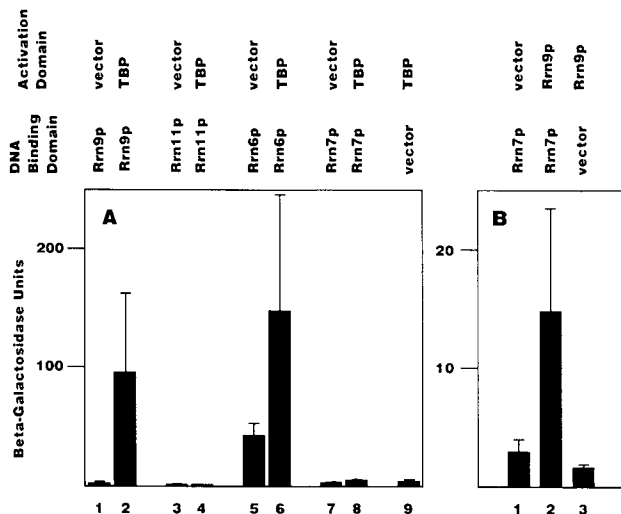 Activation Domain
vector TBP vector TBP vector TBP vector TBP TBP vector Rrn9p Rrn9p
DNA Binding Domain
Rrn9p Rrn9p Rrn11p Rrn11p Rrn6p Rrn6p Rrn7p Rrn7p vector Rrn7p Rrn7p vector
A B
Beta-Galactosidase Units
200 20
100 10
1 2 3 4 5 6 7 8 9 1 2 3